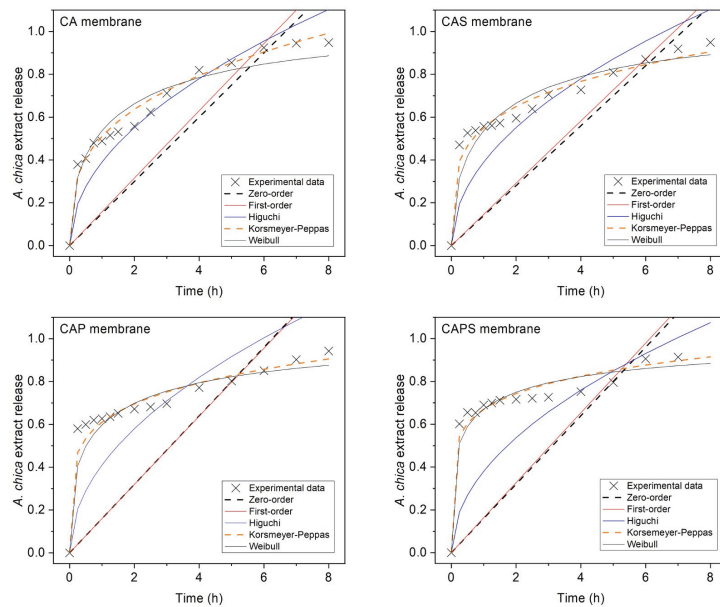 CA membrane
1.0
0.8
0.6
0.4
0.2
0.0
A. chica extract release
Experimental data
Zero-order
First-order
Higuchi
Korsmeyer-Peppas
Weibull
0 2 4 6 8
Time (h)
CAS membrane
1.0
0.8
0.6
0.4
0.2
0.0
A. chica extract release
Experimental data
Zero-order
First-order
Higuchi
Korsmeyer-Peppas
Weibull
0 2 4 6 8
Time (h)
CAP membrane
1.0
0.8
0.6
0.4
0.2
0.0
A. chica extract release
Experimental data
Zero-order
First-order
Higuchi
Korsmeyer-Peppas
Weibull
0 2 4 6 8
Time (h)
CAPS membrane
1.0
0.8
0.6
0.4
0.2
0.0
A. chica extract release
Experimental data
Zero-order
First-order
Higuchi
Korsmeyer-Peppas
Weibull
0 2 4 6 8
Time (h)